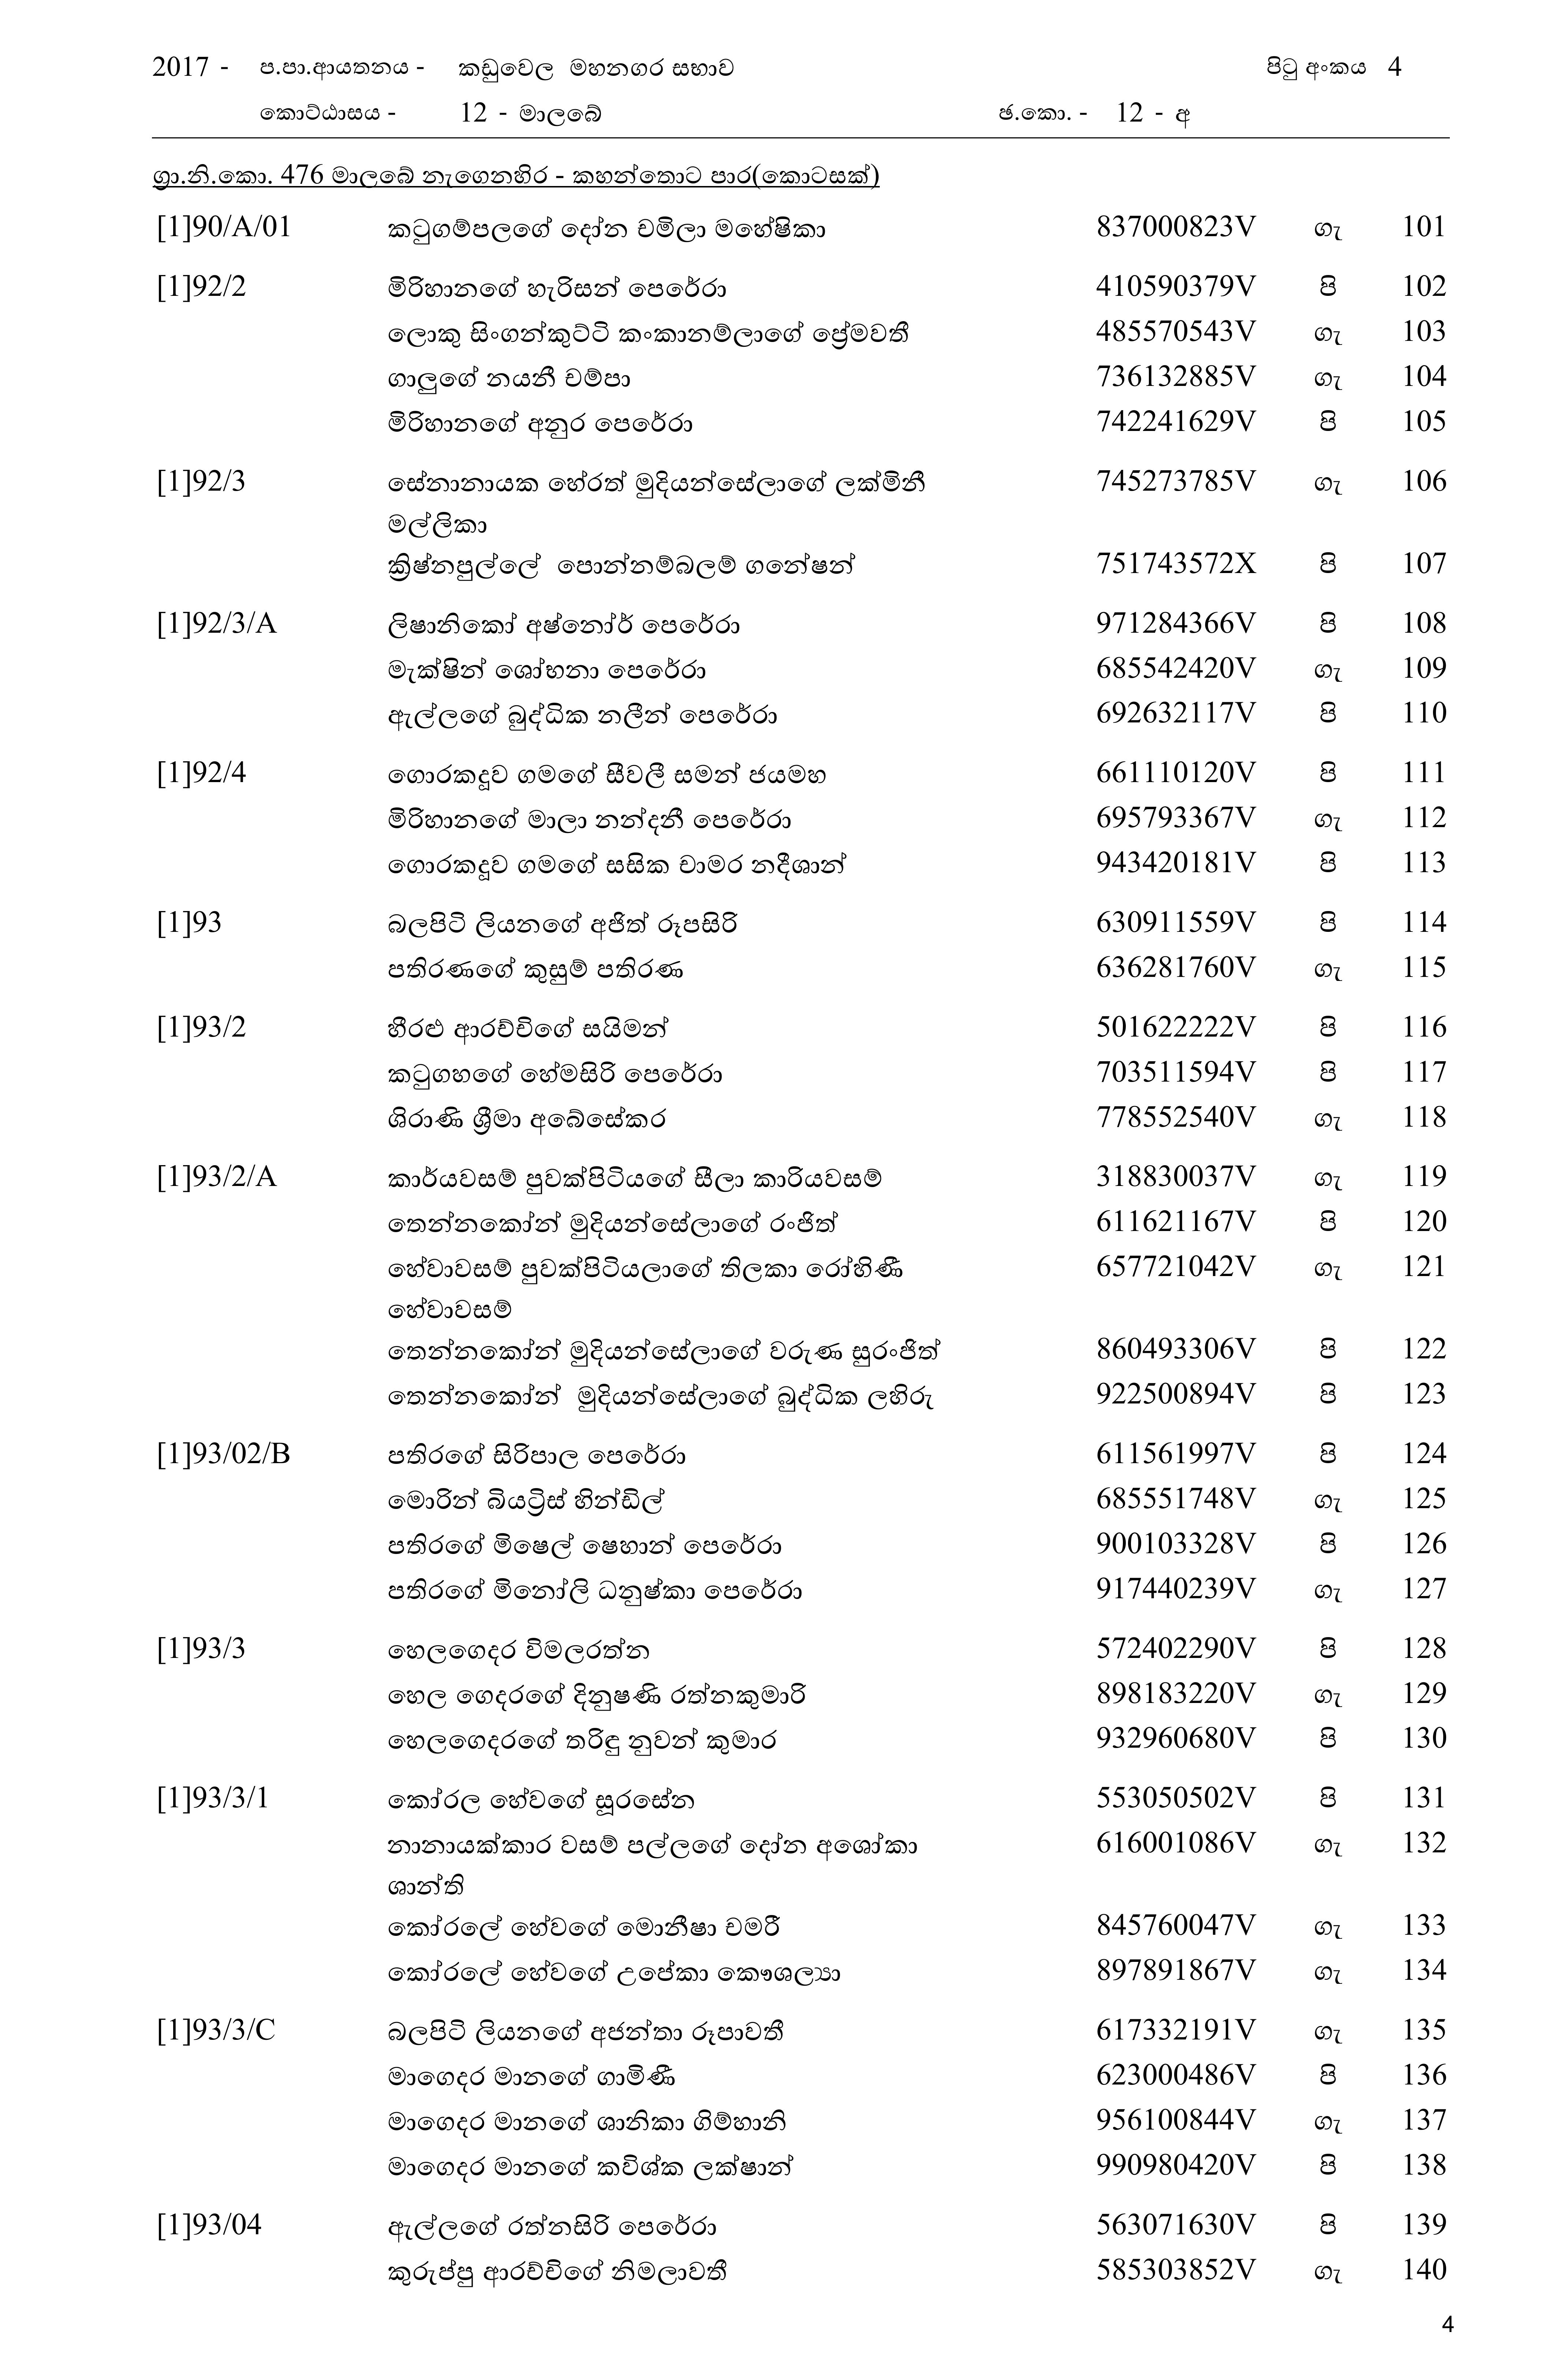 2017 - ප.පා.ආයතනය - කඩුවෙල මහනගර සභාව පිටු අංකය 4
කොට්ඨාසය - 12 - මාලබේ ඡ.කො. - 12 - අ
ග්‍රා.නි.කො. 476 මාලබේ නැගෙනහිර - කහන්තොට පාර(කොටසක්)
[1]90/A/01 කටුගම්පලගේ දෝන චමිලා මහේෂිකා 837000823V ගැ 101
[1]92/2 මිරිහානගේ හැරිසන් පෙරේරා 410590379V පි 102
ලොකු සිංගන්කුට්ටි කංකානම්ලාගේ ප්‍රේමවතී 485570543V ගැ 103
ගාලුගේ නයනී චම්පා 736132885V ගැ 104
මිරිහානගේ අනුර පෙරේරා 742241629V පි 105
[1]92/3 සේනානායක හේරත් මුදියන්සේලාගේ ලක්මිනී 745273785V ගැ 106
මල්ලිකා
ක්‍රිෂ්නපුල්ලේ පොන්නම්බලම් ගනේෂන් 751743572X පි 107
[1]92/3/A ලිෂානිකෝ අෂ්නෝර් පෙරේරා 971284366V පි 108
මැක්ෂින් ශෝභනා පෙරේරා 685542420V ගැ 109
ඇල්ලගේ බුද්ධික නලීන් පෙරේරා 692632117V පි 110
[1]92/4 ගොරකදූව ගමගේ සීවලී සමන් ජයමහ 661110120V පි 111
මිරිහානගේ මාලා නන්දනී පෙරේරා 695793367V ගැ 112
ගොරකදූව ගමගේ සසික චාමර නදීශාන් 943420181V පි 113
[1]93 බලපිටි ලියනගේ අජිත් රූපසිරි 630911559V පි 114
පතිරණගේ කුසුම් පතිරණ 636281760V ගැ 115
[1]93/2 හීරළු ආරච්චිගේ සයිමන් 501622222V පි 116
කටුගහගේ හේමසිරි පෙරේරා 703511594V පි 117
ශිරාණි ශ්‍රීමා අබේසේකර 778552540V ගැ 118
[1]93/2/A කාර්යවසම් පුවක්පිටියගේ සීලා කාරියවසම් 318830037V ගැ 119
තෙන්නකෝන් මුදියන්සේලාගේ රංජිත් 611621167V පි 120
හේවාවසම් පුවක්පිටියලාගේ තිලකා රෝහිණී 657721042V ගැ 121
හේවාවසම්
තෙන්නකෝන් මුදියන්සේලාගේ වරුණ සුරංජිත් 860493306V පි 122
තෙන්නකෝන් මුදියන්සේලාගේ බුද්ධික ලහිරු 922500894V පි 123
[1]93/02/B පතිරගේ සිරිපාල පෙරේරා 611561997V පි 124
මොරින් බියට්‍රිස් හින්ඩිල් 685551748V ගැ 125
පතිරගේ මිෂෙල් ෂෙහාන් පෙරේරා 900103328V පි 126
පතිරගේ මිනෝලි ධනුෂ්කා පෙරේරා 917440239V ගැ 127
[1]93/3 හෙලගෙදර විමලරත්න 572402290V පි 128
හෙල ගෙදරගේ දිනුෂණි රත්නකුමාරි 898183220V ගැ 129
හෙලගෙදරගේ තරිඳු නුවන් කුමාර 932960680V පි 130
[1]93/3/1 කෝරල හේවගේ සූරසේන 553050502V පි 131
නානායක්කාර වසම් පල්ලගේ දෝන අශෝකා 616001086V ගැ 132
ශාන්ති
කෝරලේ හේවගේ මොනීෂා චමරී 845760047V ගැ 133
කෝරලේ හේවගේ උපේකා කෞශල්‍යා 897891867V ගැ 134
[1]93/3/C බලපිටි ලියනගේ අජන්තා රූපාවතී 617332191V ගැ 135
මාගෙදර මානගේ ගාමිණී 623000486V පි 136
මාගෙදර මානගේ ශානිකා ගිම්හානි 956100844V ගැ 137
මාගෙදර මානගේ කවිශ්ක ලක්ෂාන් 990980420V පි 138
[1]93/04 ඇල්ලගේ රත්නසිරි පෙරේරා 563071630V පි 139
කුරුප්පු ආරච්චිගේ නිමලාවතී 585303852V ගැ 140
4